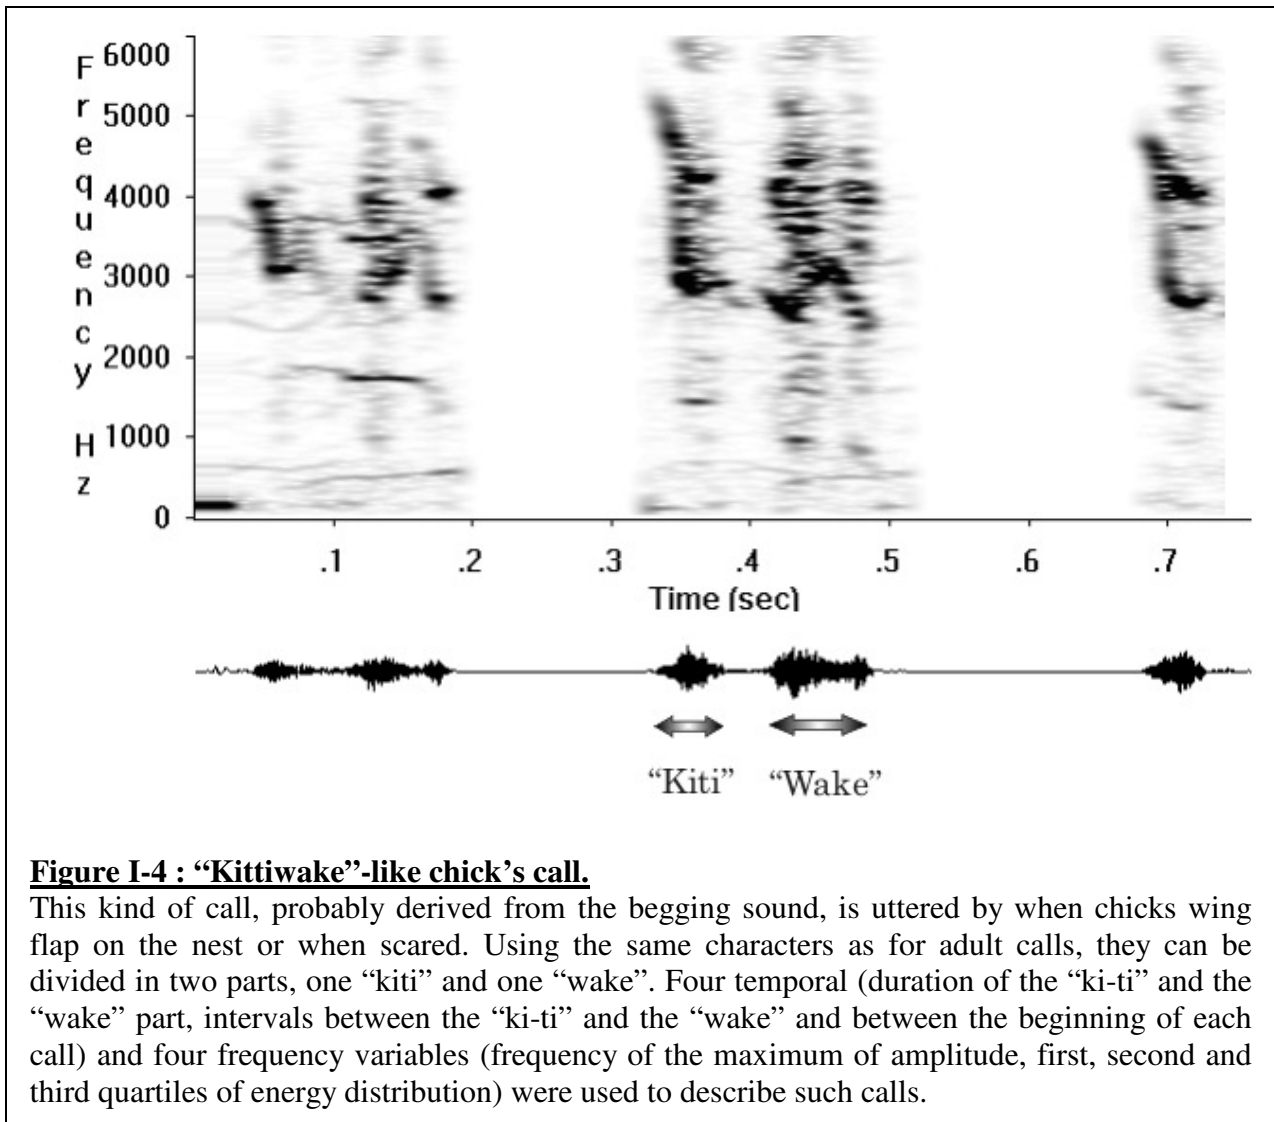 Frequency Hz
6000
5000
4000
3000
2000
1000
0
.1 .2 .3 .4 .5 .6 .7
Time (sec)
“Kiti” “Wake”
Figure I-4 : “Kittiwake”-like chick’s call.
This kind of call, probably derived from the begging sound, is uttered by when chicks wing
flap on the nest or when scared. Using the same characters as for adult calls, they can be
divided in two parts, one “kiti” and one “wake”. Four temporal (duration of the “ki-ti” and the
“wake” part, intervals between the “ki-ti” and the “wake” and between the beginning of each
call) and four frequency variables (frequency of the maximum of amplitude, first, second and
third quartiles of energy distribution) were used to describe such calls.